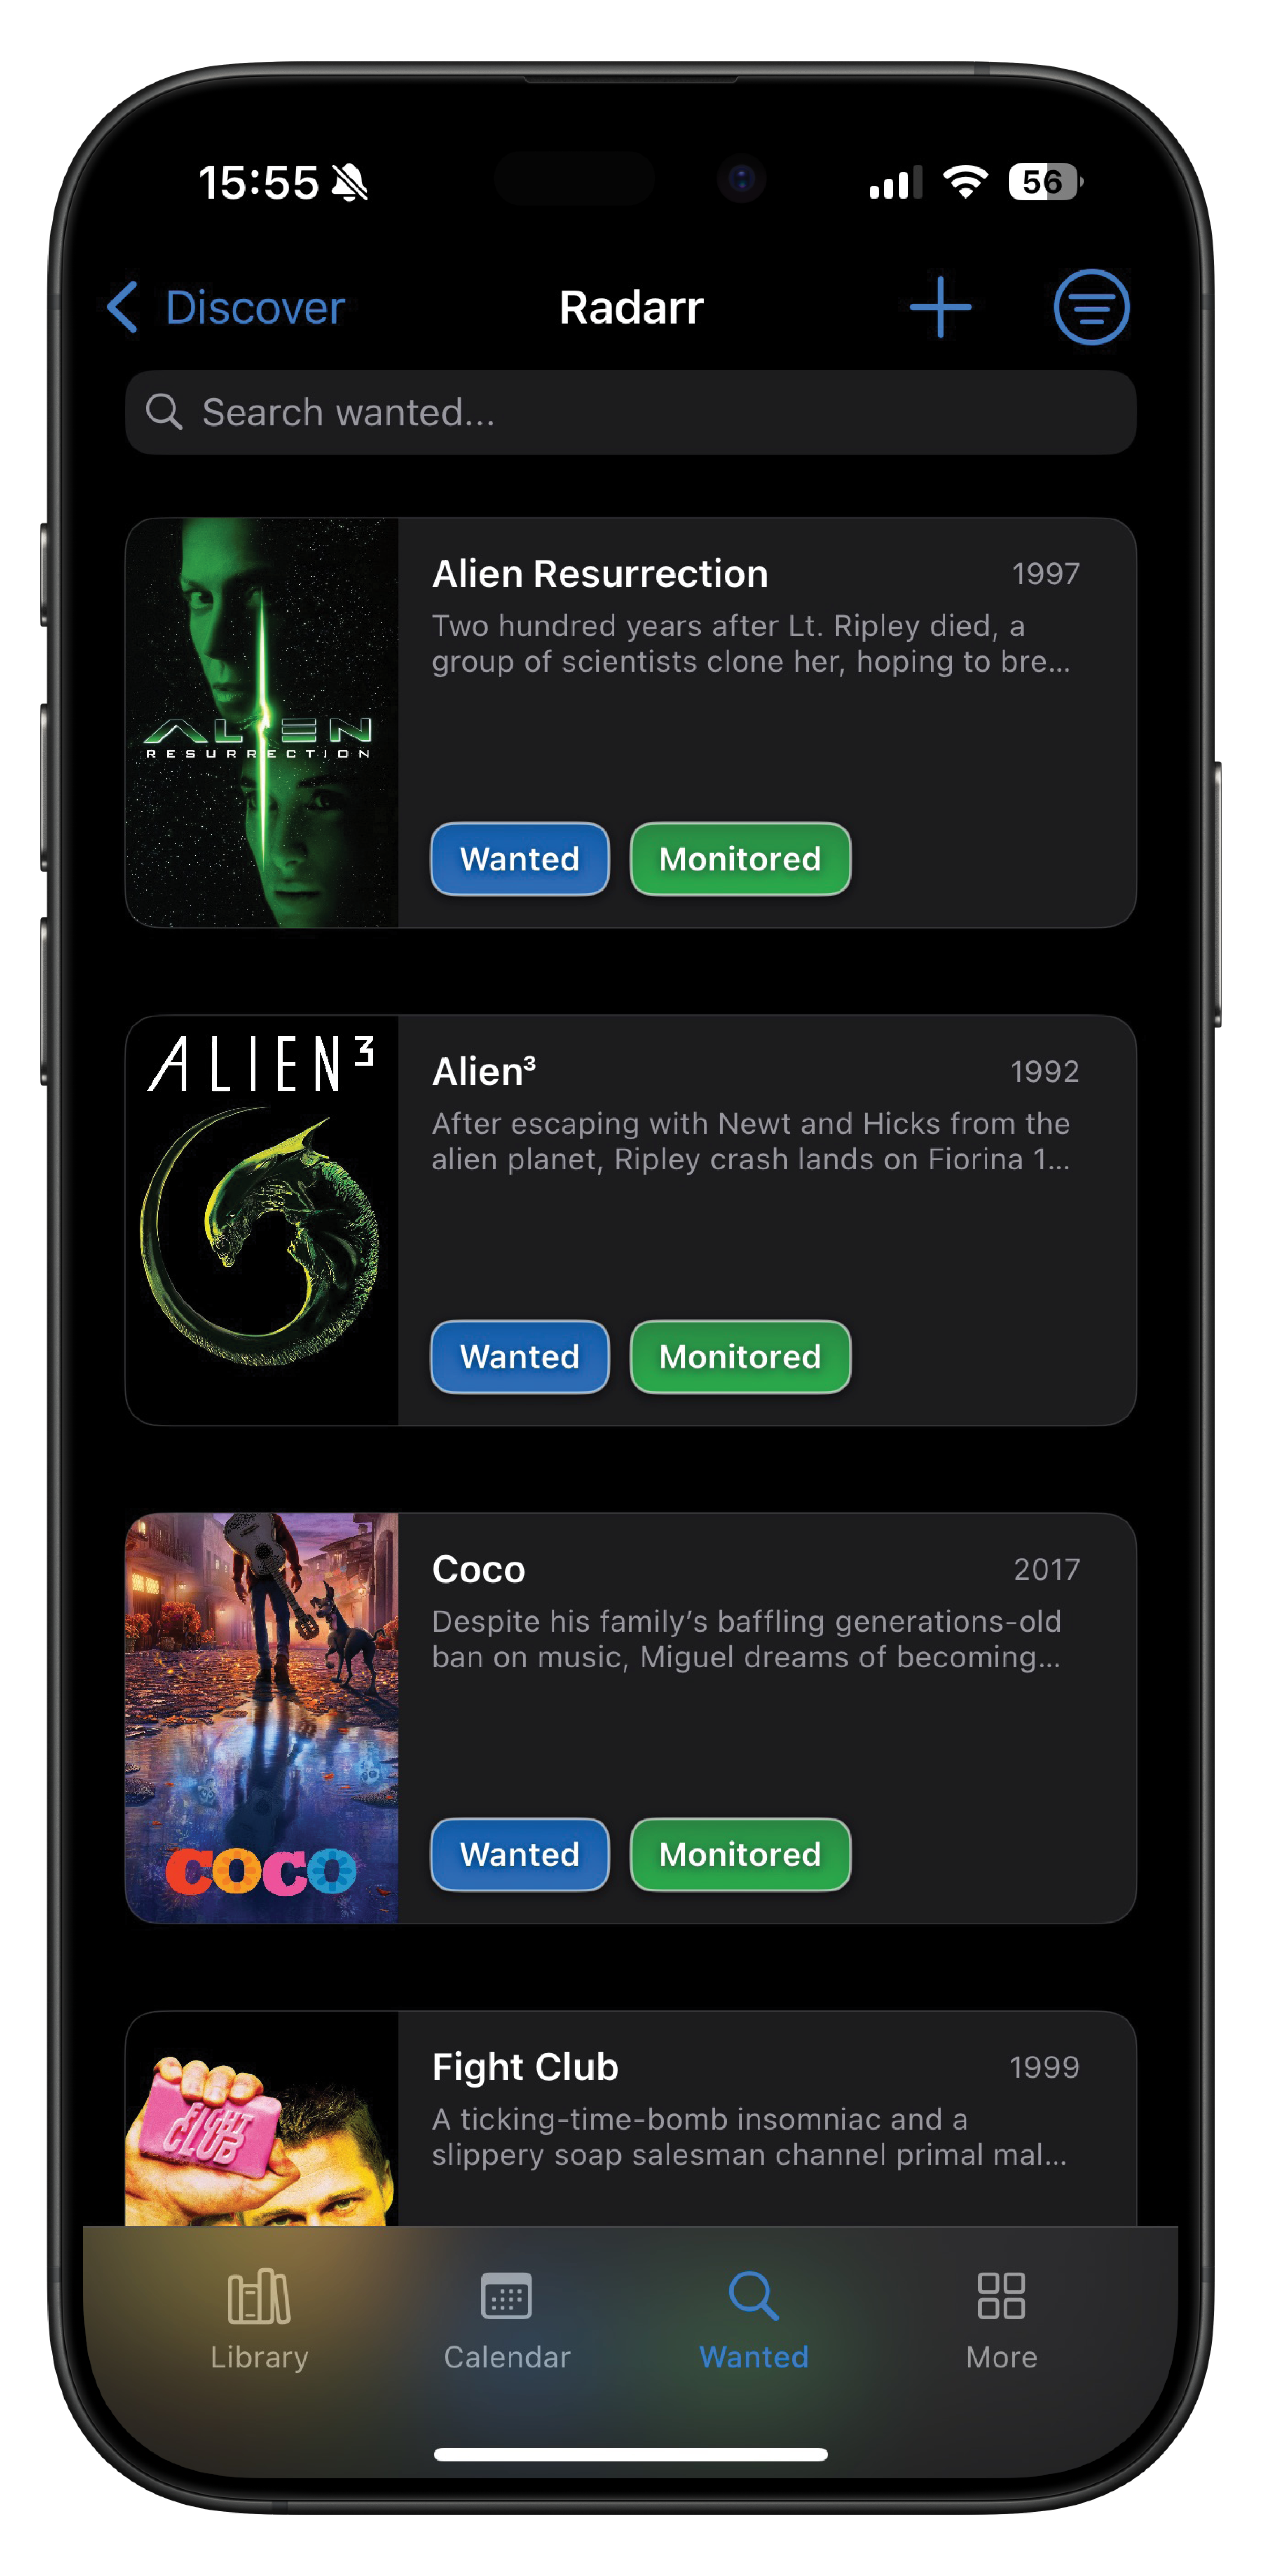 15:55
56
Discover
Radarr
Search wanted...
ALIEN
RESURRECTION
Alien Resurrection
1997
Two hundred years after Lt. Ripley died, a
group of scientists clone her, hoping to bre...
Wanted
Monitored
ALIEN³
Alien³
1992
After escaping with Newt and Hicks from the
alien planet, Ripley crash lands on Fiorina 1...
Wanted
Monitored
COCO
Coco
2017
Despite his family's baffling generations-old
ban on music, Miguel dreams of becoming...
Wanted
Monitored
FIGHT
CLUB
Fight Club
1999
A ticking-time-bomb insomniac and a
slippery soap salesman channel primal mal...
Library
Calendar
Wanted
More